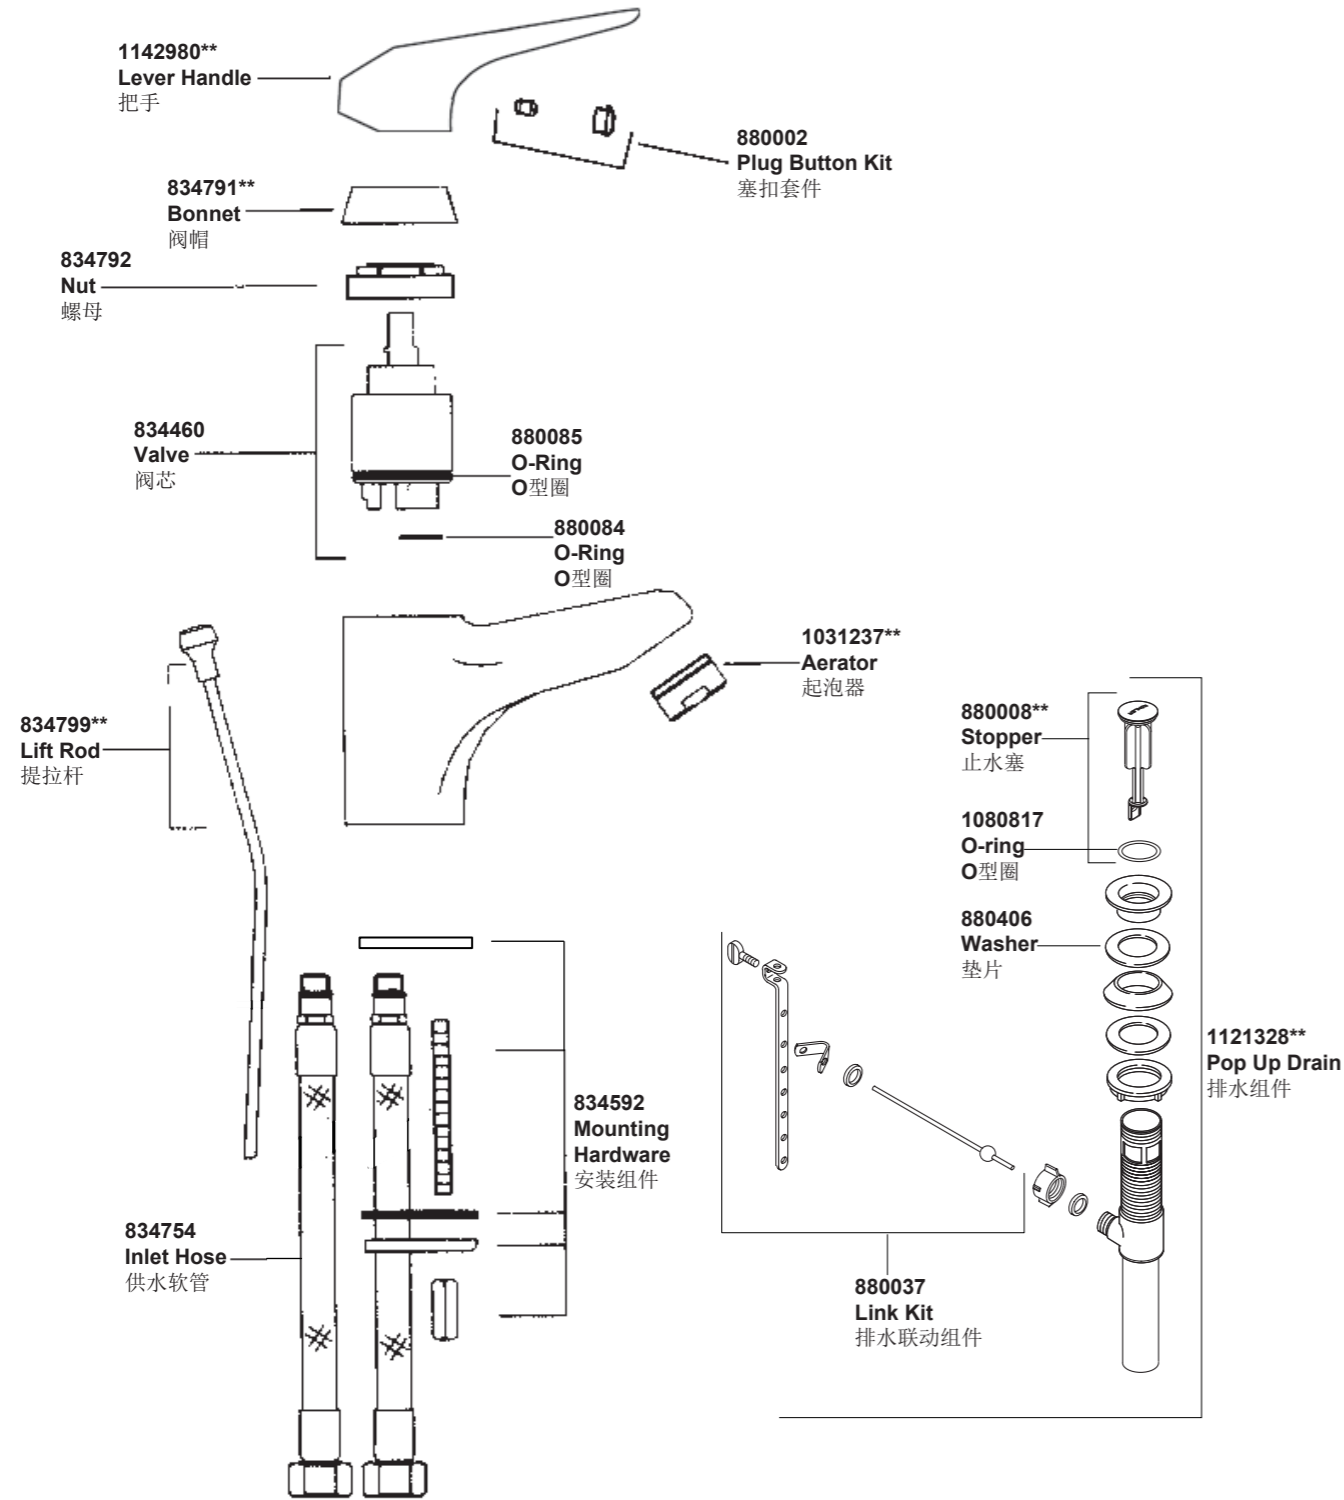 1142980**
Lever Handle
把手
880002
Plug Button Kit
塞扣套件
834791**
Bonnet
阀帽
834792
Nut
螺母
834460
Valve
阀芯
880085
O-Ring
O型圈
880084
O-Ring
O型圈
1031237**
Aerator
起泡器
834799**
Lift Rod
提拉杆
880008**
Stopper
止水塞
1080817
O-ring
O型圈
880406
Washer
垫片
1121328**
Pop Up Drain
排水组件
834592
Mounting
Hardware
安装组件
834754
Inlet Hose
供水软管
880037
Link Kit
排水联动组件